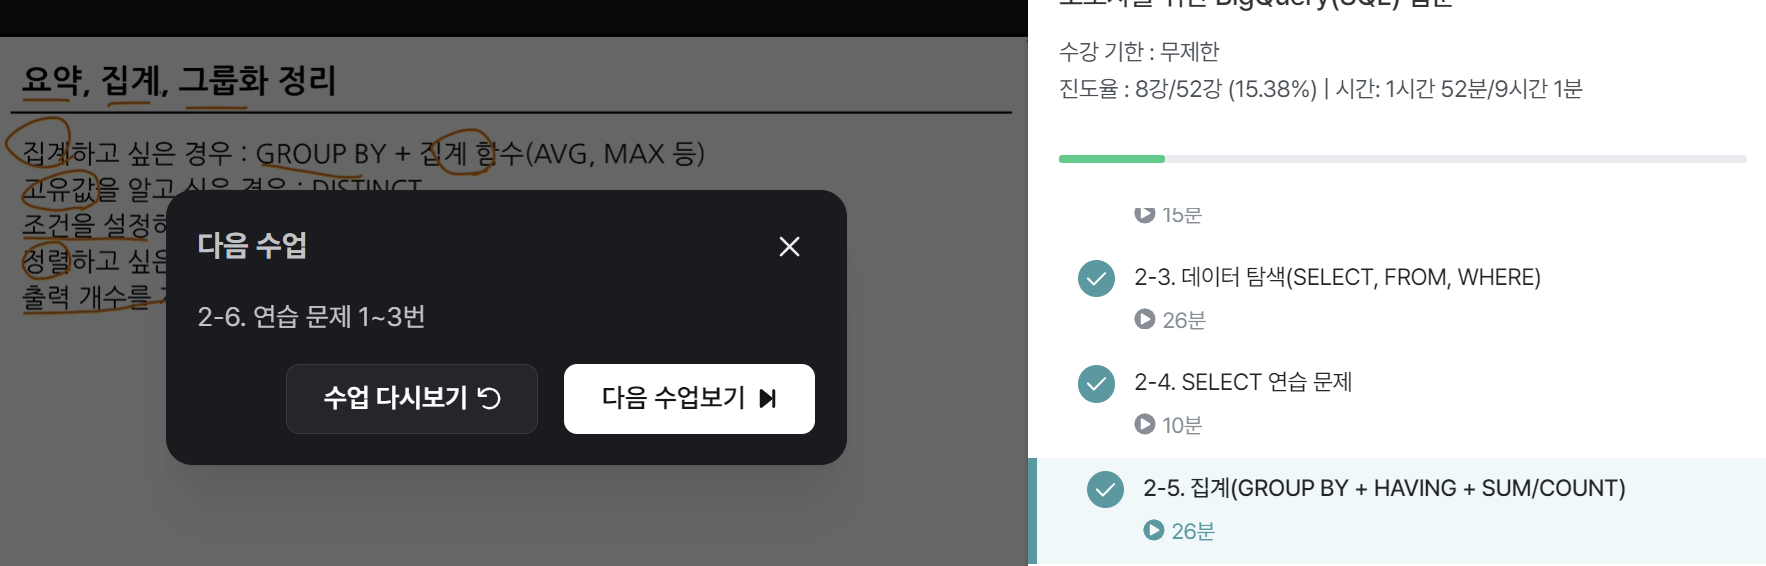 요약, 집계, 그룹화 정리
집계하고 싶은 경우 : GROUP BY + 집계 함수(AVG, MAX 등)
고유값을 알고 싶은 경우 : DISTINCT
조건을 설정하
정렬하고 싶은
출력 개수를
다음 수업
2-6. 연습 문제 1~3번
수업 다시보기
다음 수업보기
BigQuery(SQL)
수강 기한 : 무제한
진도율 : 8강/52강 (15.38%) | 시간: 1시간 52분/9시간 1분
15분
2-3. 데이터 탐색(SELECT, FROM, WHERE)
26분
2-4. SELECT 연습 문제
10분
2-5. 집계(GROUP BY + HAVING + SUM/COUNT)
26분